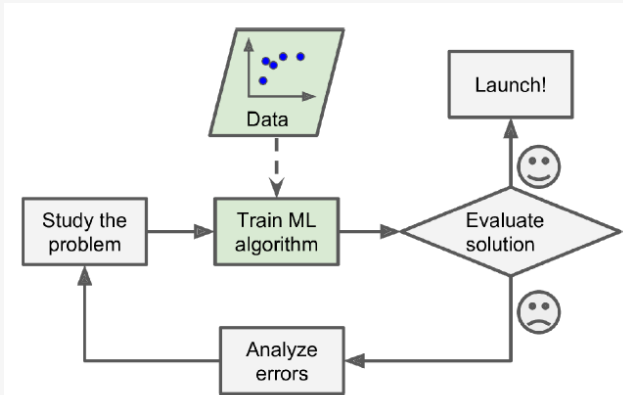 Data
Launch!
Study the
problem
Train ML
algorithm
Evaluate
solution
Analyze
errors